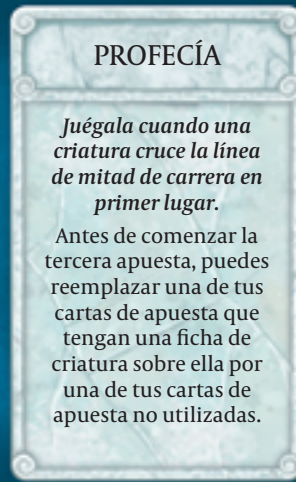 PROFECÍA
Juégala cuando una
criatura cruce la línea
de mitad de carrera en
primer lugar.
Antes de comenzar la
tercera apuesta, puedes
reemplazar una de tus
cartas de apuesta que
tengan una ficha de
criatura sobre ella por
una de tus cartas de
apuesta no utilizadas.